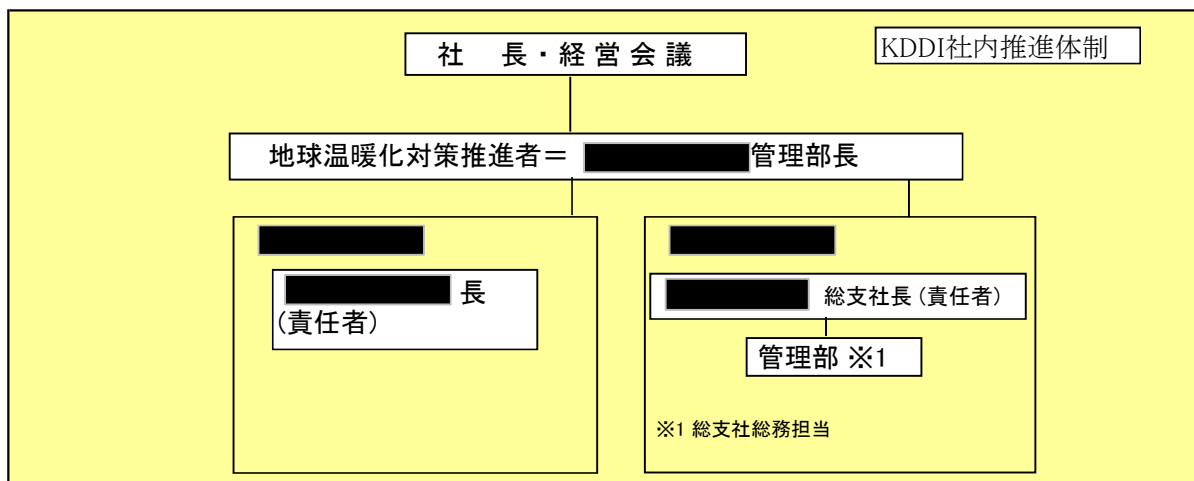 社 長・経営会議
KDDI社内推進体制
地球温暖化対策推進者= 管理部長
長
(責任者)
総支社長 (責任者)
管理部 ※1
※1 総支社総務担当